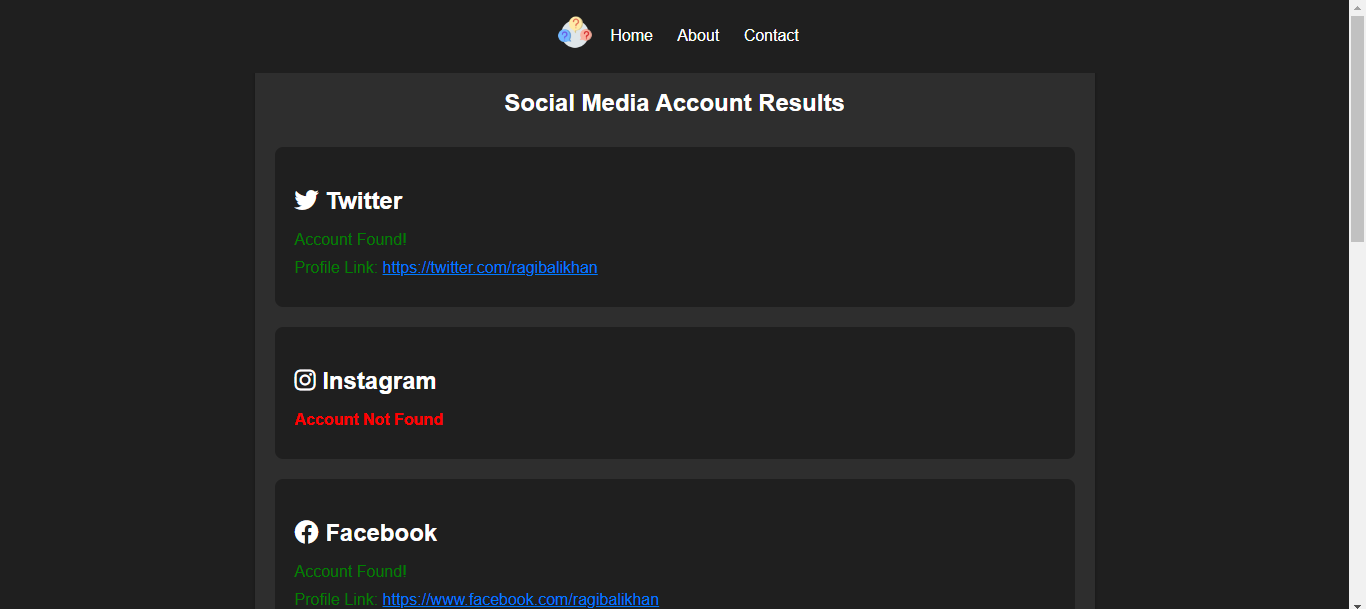 Home About Contact
Social Media Account Results
Twitter
Account Found!
Profile Link: https://twitter.com/ragibalikhan
Instagram
Account Not Found
Facebook
Account Found!
Profile Link: https://www.facebook.com/ragibalikhan